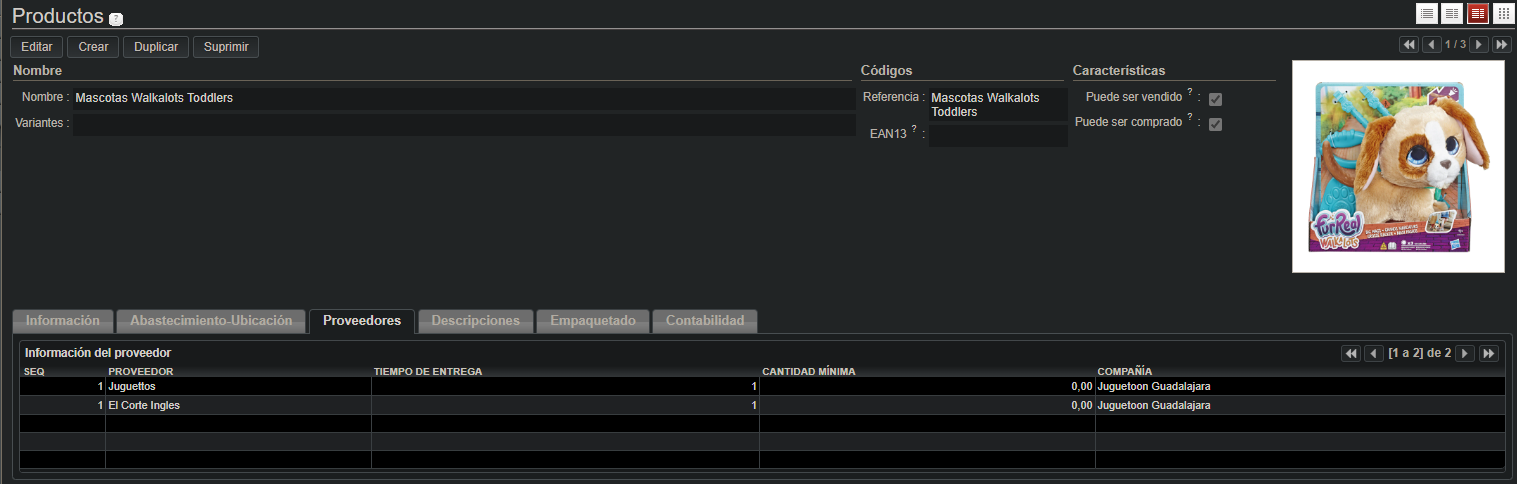 Productos ?
Editar Crear Duplicar Suprimir
1 / 3
Nombre
Códigos
Características
Nombre : Mascotas Walkalots Toddlers
Variantes :
Referencia : Mascotas Walkalots
Toddlers
EAN13 ? :
Puede ser vendido ? :
Puede ser comprado ? :
furReal
WALKALOTS
Información Abastecimiento-Ubicación Proveedores Descripciones Empaquetado Contabilidad
Información del proveedor
[1 a 2] de 2
SEQ PROVEEDOR TIEMPO DE ENTREGA CANTIDAD MÍNIMA COMPAÑÍA
1 Juguettos 1 0,00 Juguetoon Guadalajara
1 El Corte Ingles 1 0,00 Juguetoon Guadalajara